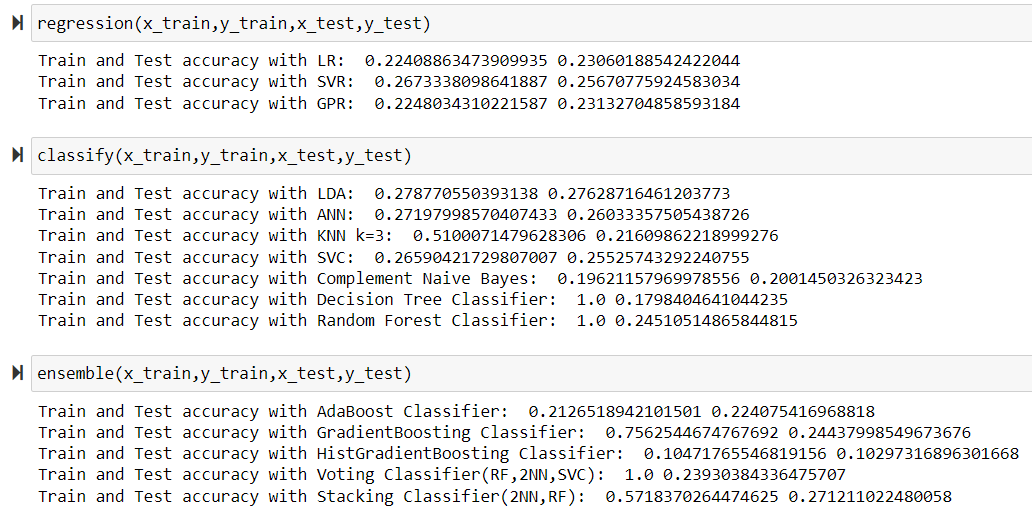 regression(x_train,y_train,x_test,y_test)
Train and Test accuracy with LR:  0.22408863473909935 0.23060188542422044
Train and Test accuracy with SVR:  0.2673338098641887 0.25670775924583034
Train and Test accuracy with GPR:  0.2248034310221587 0.23132704858593184
classify(x_train,y_train,x_test,y_test)
Train and Test accuracy with LDA:  0.278770550393138 0.27628716461203773
Train and Test accuracy with ANN:  0.27197998570407433 0.26033357505438726
Train and Test accuracy with KNN k=3:  0.5100071479628306 0.21609862218999276
Train and Test accuracy with SVC:  0.26590421729807007 0.25525743292240755
Train and Test accuracy with Complement Naive Bayes:  0.19621157969978556 0.2001450326323423
Train and Test accuracy with Decision Tree Classifier:  1.0 0.1798404641044235
Train and Test accuracy with Random Forest Classifier:  1.0 0.24510514865844815
ensemble(x_train,y_train,x_test,y_test)
Train and Test accuracy with AdaBoost Classifier:  0.2126518942101501 0.224075416968818
Train and Test accuracy with GradientBoosting Classifier:  0.7562544674767692 0.24437998549673676
Train and Test accuracy with HistGradientBoosting Classifier:  0.10471765546819156 0.10297316896301668
Train and Test accuracy with Voting Classifier(RF,2NN,SVC):  1.0 0.23930384336475707
Train and Test accuracy with Stacking Classifier(2NN,RF):  0.5718370264474625 0.271211022480058